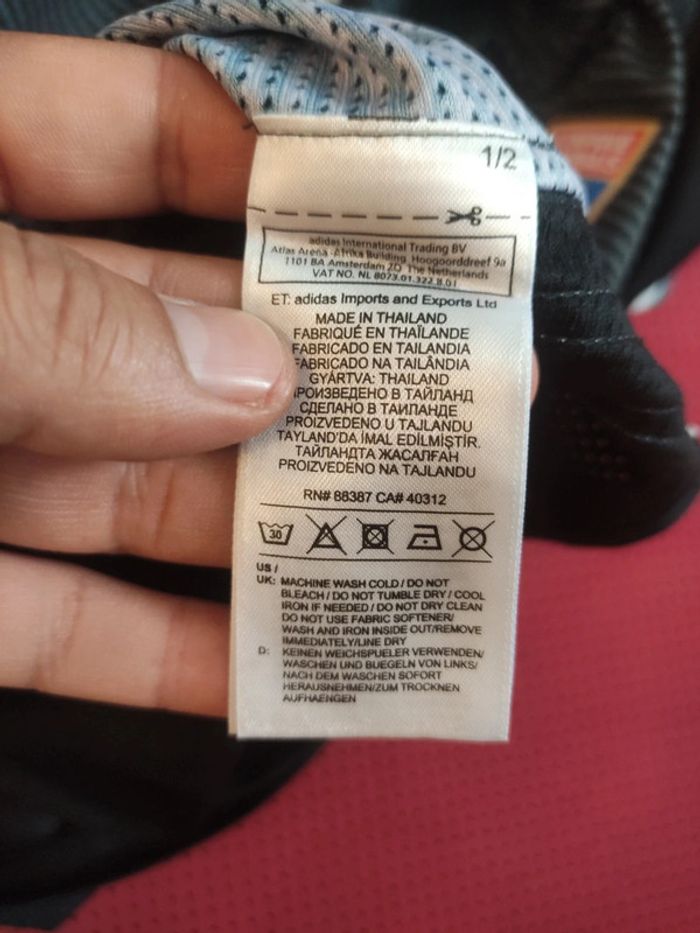 1/2
adidas International Trading BV
Atlas Arena -Afrika Building Hoogoorddreef 9a
1101 BA Amsterdam ZO The Netherlands
VAT NO. NL 8073.01.322.B.01
ET: adidas Imports and Exports Ltd
MADE IN THAILAND
FABRIQUÉ EN THAÏLANDE
FABRICADO EN TAILANDIA
FABRICADO NA TAILÂNDIA
GYÁRTVA: THAILAND
ПРОИЗВЕДЕНО В ТАЙЛАНД
СДЕЛАНО В ТАИЛАНДЕ
PROIZVEDENO U TAJLANDU
TAYLAND'DA İMAL EDİLMİŞTİR.
ТАЙЛАНДТА ЖАСАЛҒАН
PROIZVEDENO NA TAJLANDU
RN# 88387 CA# 40312
30
US /
UK: MACHINE WASH COLD / DO NOT
BLEACH / DO NOT TUMBLE DRY / COOL
IRON IF NEEDED / DO NOT DRY CLEAN
DO NOT USE FABRIC SOFTENER/
WASH AND IRON INSIDE OUT/REMOVE
IMMEDIATELY/LINE DRY
D: KEINEN WEICHSPUELER VERWENDEN/
WASCHEN UND BUEGELN VON LINKS/
NACH DEM WASCHEN SOFORT
HERAUSNEHMEN/ZUM TROCKNEN
AUFHAENGEN